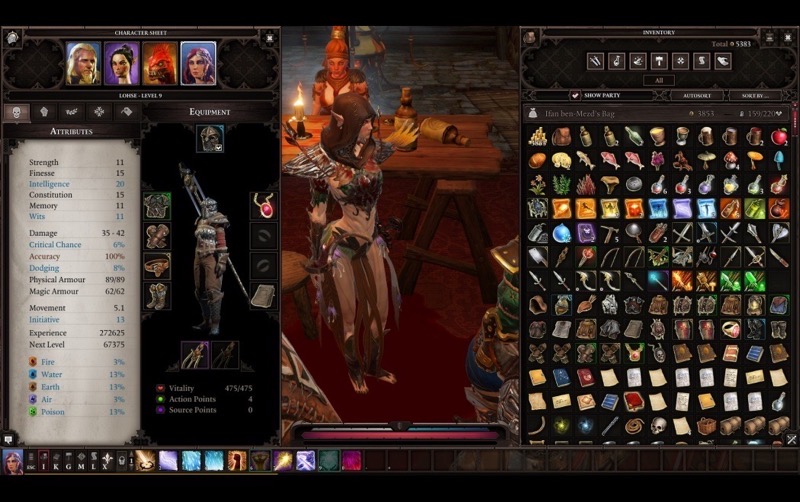 CHARACTER SHEET
LOHSE - LEVEL 9
ATTRIBUTES
EQUIPMENT
Strength 11
Finesse 15
Intelligence 20
Constitution 15
Memory 11
Wits 11
Damage 35 - 42
Critical Chance 6%
Accuracy 100%
Dodging 8%
Physical Armour 89/89
Magic Armour 62/62
Movement 5.1
Initiative 13
Experience 272625
Next Level 67375
Fire 3%
Water 13%
Earth 13%
Air 3%
Poison 13%
Vitality 475/475
Action Points 4
Source Points 0
INVENTORY
Total 5383
All
SHOW PARTY
AUTOSORT
SORT BY...
Ifan ben-Mezd's Bag 3853 159/220
ESC I K G M L X